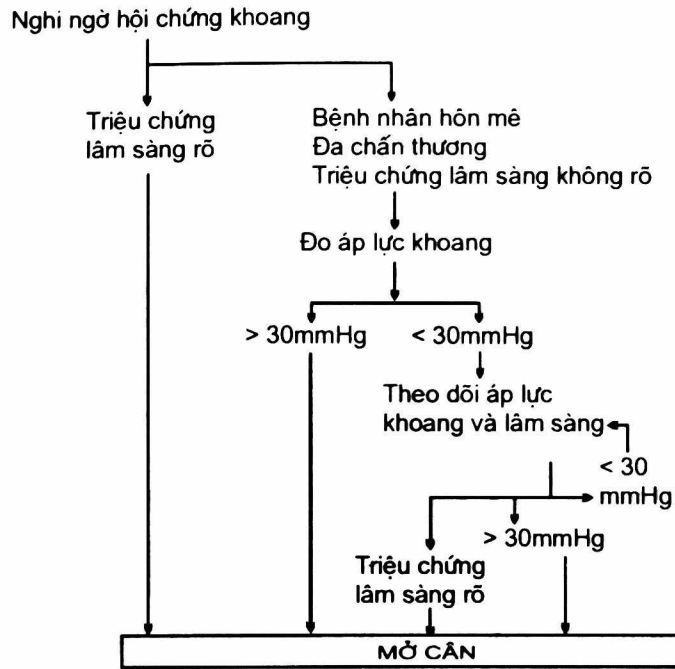 Nghi ngờ hội chứng khoang
Triệu chứng
lâm sàng rõ
Bệnh nhân hôn mê
Đa chấn thương
Triệu chứng lâm sàng không rõ
Đo áp lực khoang
> 30mmHg
< 30mmHg
Theo dõi áp lực
khoang và lâm sàng
< 30
mmHg
> 30mmHg
Triệu chứng
lâm sàng rõ
MỞ CÂN